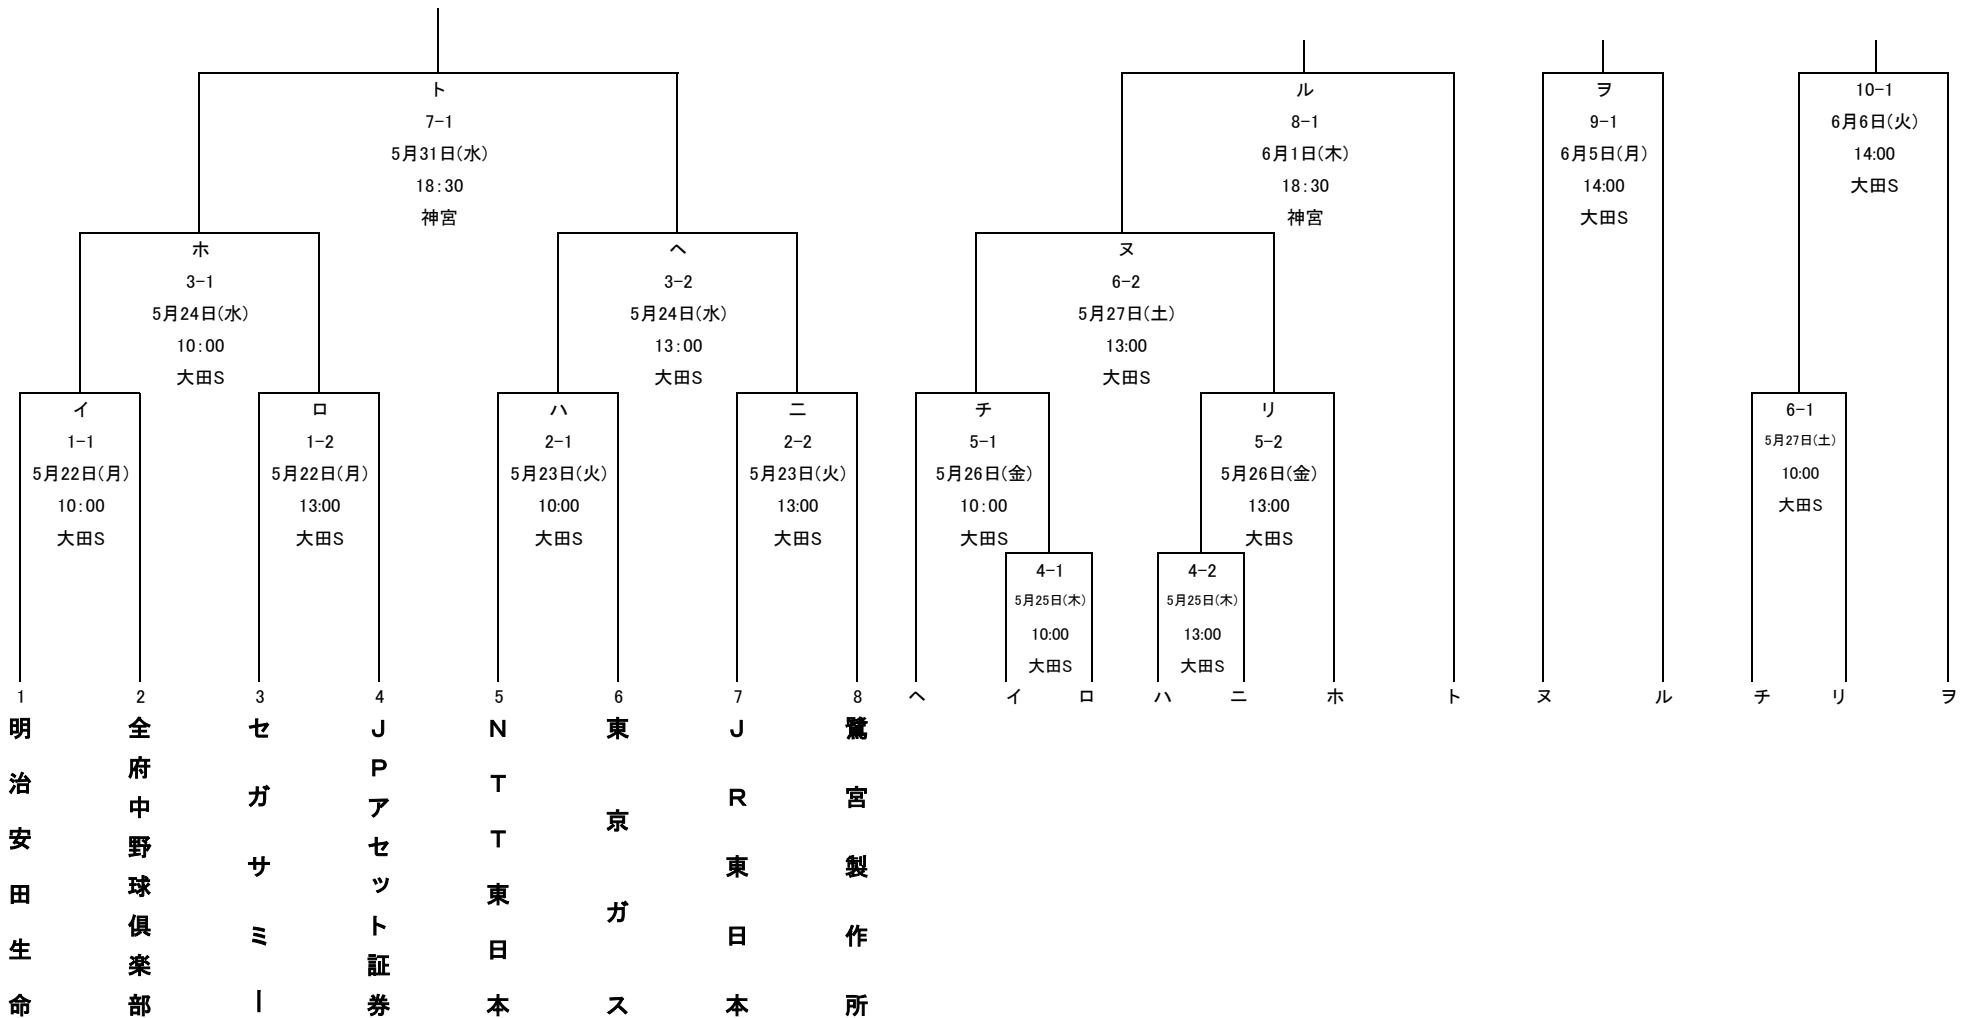 ト
7-1
5月31日(水)
18:30
神宮
ル
8-1
6月1日(木)
18:30
神宮
ヲ
9-1
6月5日(月)
14:00
大田S
10-1
6月6日(火)
14:00
大田S
ホ
3-1
5月24日(水)
10:00
大田S
ヘ
3-2
5月24日(水)
13:00
大田S
ヌ
6-2
5月27日(土)
13:00
大田S
イ
1-1
5月22日(月)
10:00
大田S
ロ
1-2
5月22日(月)
13:00
大田S
ハ
2-1
5月23日(火)
10:00
大田S
ニ
2-2
5月23日(火)
13:00
大田S
チ
5-1
5月26日(金)
10:00
大田S
リ
5-2
5月26日(金)
13:00
大田S
6-1
5月27日(土)
10:00
大田S
4-1
5月25日(木)
10:00
大田S
4-2
5月25日(木)
13:00
大田S
1 2 3 4 5 6 7 8 ヘ イ ロ ハ ニ ホ ト ヌ ル チ リ ヲ
明治安田生命
全府中野球倶楽部
セガサミー
JPアセット証券
NTT東日本
東京ガス
JR東日本
鷺宮製作所